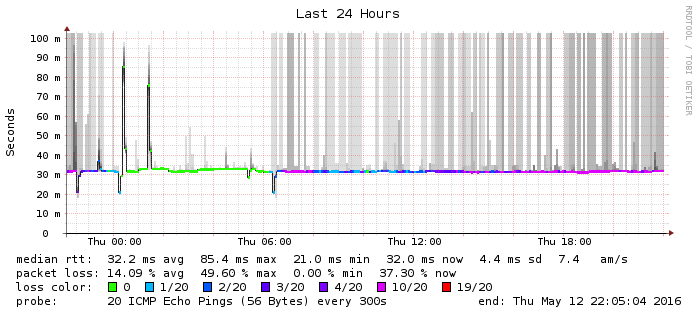 Last 24 Hours
RRDTOOL / TOBI OETIKER
Seconds
100 m
90 m
80 m
70 m
60 m
50 m
40 m
30 m
20 m
10 m
0
Thu 00:00 Thu 06:00 Thu 12:00 Thu 18:00
median rtt: 32.2 ms avg 85.4 ms max 21.0 ms min 32.0 ms now 4.4 ms sd 7.4 am/s
packet loss: 14.09 % avg 49.60 % max 0.00 % min 37.30 % now
loss color: 0 1/20 2/20 3/20 4/20 10/20 19/20
probe: 20 ICMP Echo Pings (56 Bytes) every 300s end: Thu May 12 22:05:04 2016